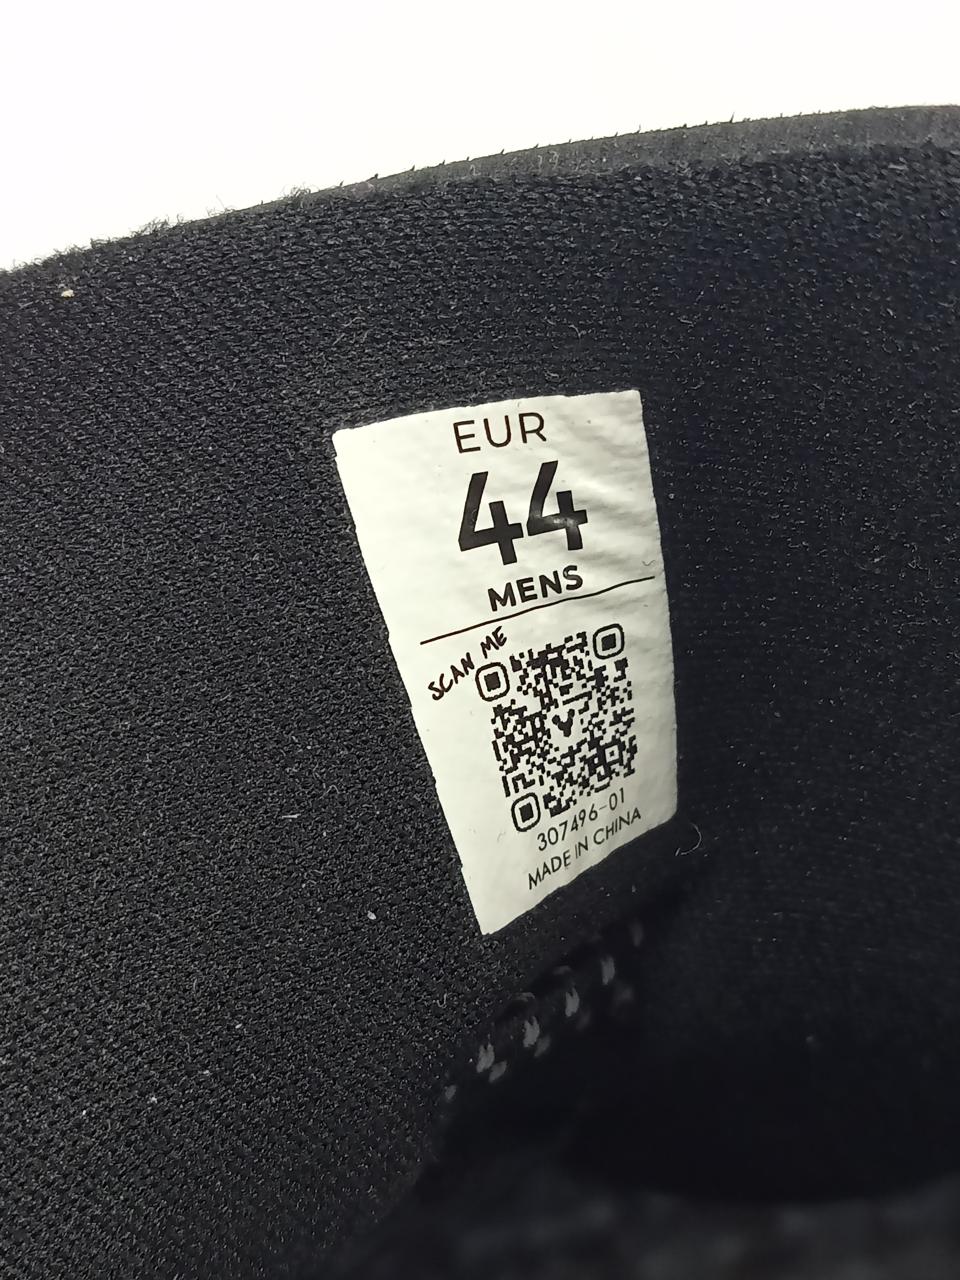 EUR
44
MENS
SCAN ME
307496-01
MADE IN CHINA